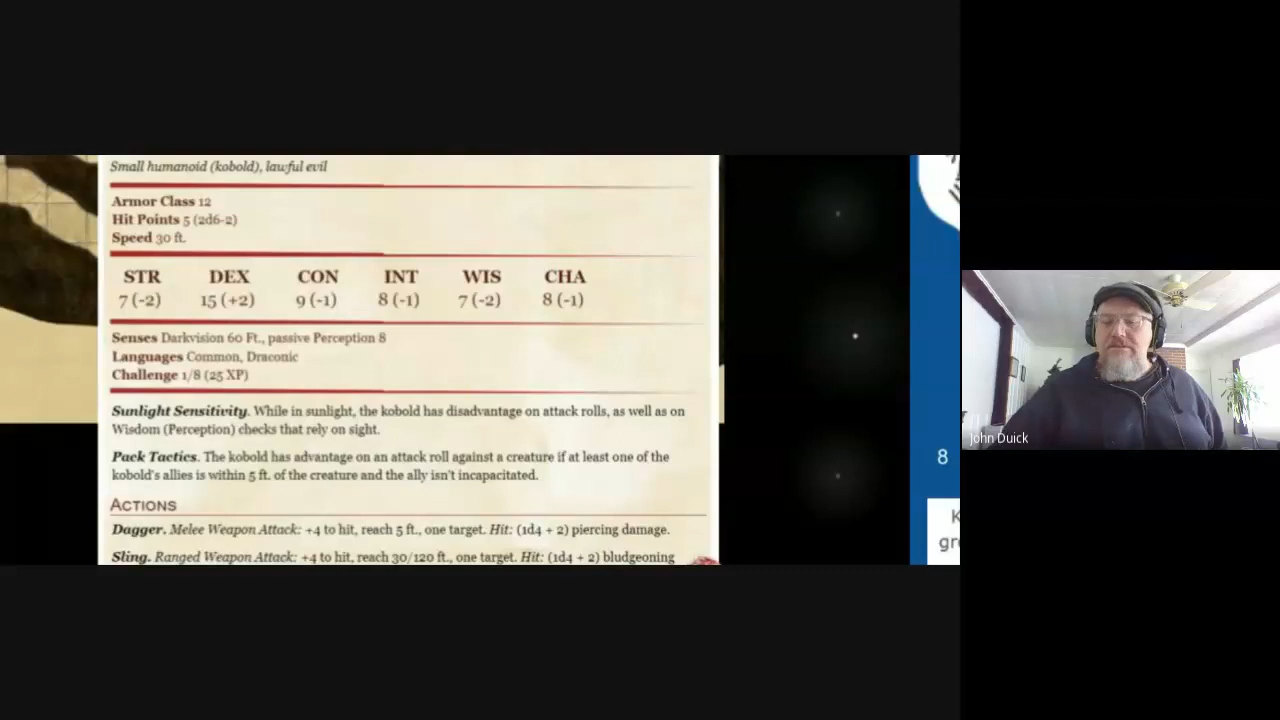 Small humanoid (kobold), lawful evil
Armor Class 12
Hit Points 5 (2d6-2)
Speed 30 ft.
STR DEX CON INT WIS CHA
7 (-2) 15 (+2) 9 (-1) 8 (-1) 7 (-2) 8 (-1)
Senses Darkvision 60 Ft., passive Perception 8
Languages Common, Draconic
Challenge 1/8 (25 XP)
Sunlight Sensitivity. While in sunlight, the kobold has disadvantage on attack rolls, as well as on
Wisdom (Perception) checks that rely on sight.
Pack Tactics. The kobold has advantage on an attack roll against a creature if at least one of the
kobold's allies is within 5 ft. of the creature and the ally isn't incapacitated.
ACTIONS
Dagger. Melee Weapon Attack: +4 to hit, reach 5 ft., one target. Hit: (1d4 + 2) piercing damage.
Sling. Ranged Weapon Attack: +4 to hit, reach 30/120 ft., one target. Hit: (1d4 + 2) bludgeoning
8
John Duick